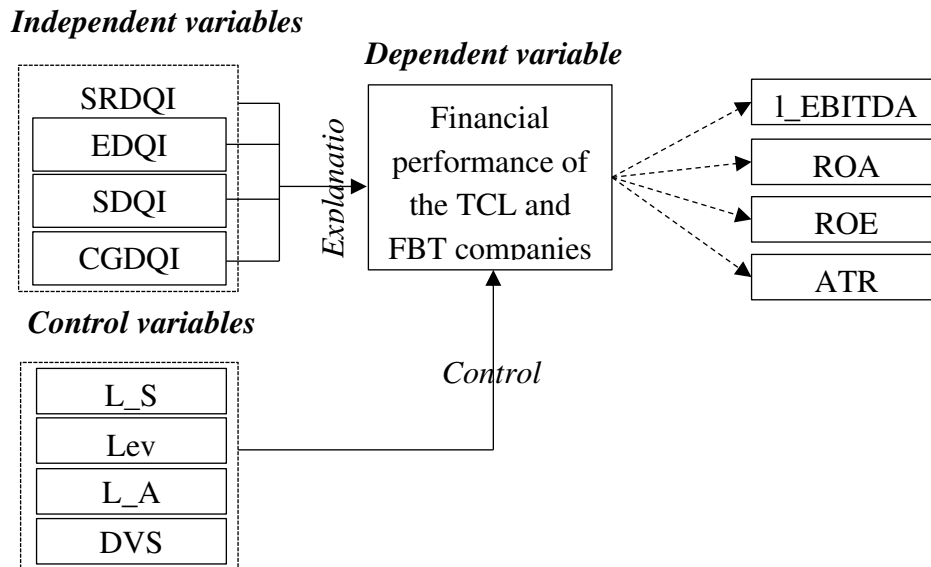 Independent variables
SRDQI
EDQI
SDQI
CGDQI
Explanatio
Dependent variable
Financial
performance of
the TCL and
FBT companies
l_EBITDA
ROA
ROE
ATR
Control variables
L_S
Lev
L_A
DVS
Control